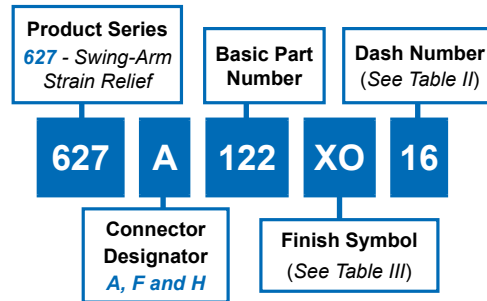 Product Series
627 - Swing-Arm
Strain Relief
Basic Part
Number
Dash Number
(See Table II)
627 A 122 XO 16
Connector
Designator
A, F and H
Finish Symbol
(See Table III)